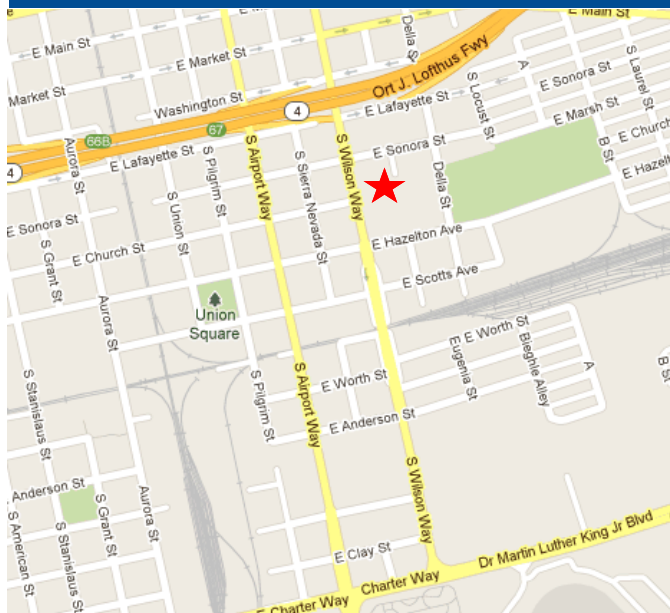 E Main St
Della St
E Main St
E Market St
E Market St
S Laurel St
Market St
Ort J. Lofthus Fwy
A
E Sonora St
Washington St
S Locust St
4
E Lafayette St
E Marsh St
67
66B
Aurora St
S Wilson Way
E Church St
B St
4
E Lafayette St
S Pilgrim St
S Airport Way
E Sonora St
S Sierra Nevada St
Della St
E Hazelton
S Union St
E Sonora St
E Hazelton Ave
S Grant St
E Church St
E Scotts Ave
Aurora St
Union
Square
E Worth St
Eugenia St
Bieghle Alley
A
S Stanislaus St
S Pilgrim St
S Airport Way
E Worth St
E Anderson St
Anderson St
S Wilson Way
Aurora St
S American St
S Grant St
S Stanislaus St
E Clay St
Dr Martin Luther King Jr Blvd
E Charter Way
Charter Way